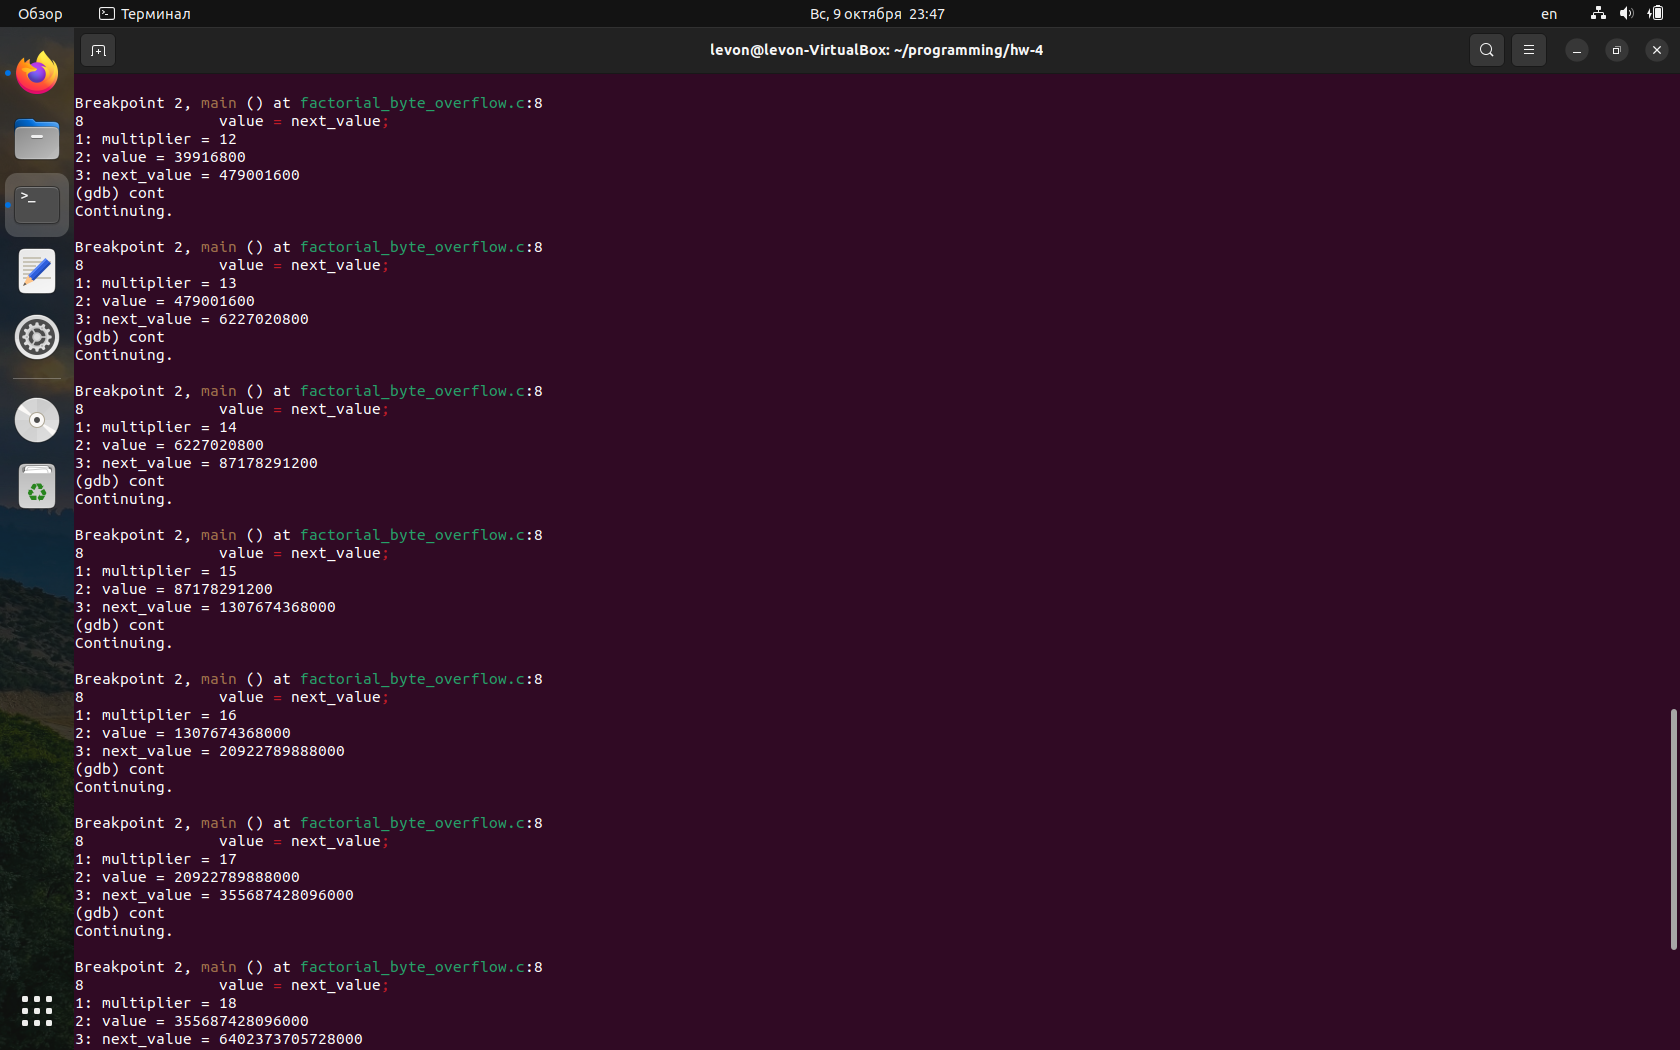 Обзор
Терминал
Вс, 9 октября 23:47
en
levon@levon-VirtualBox: ~/programming/hw-4
Breakpoint 2, main () at factorial_byte_overflow.c:8
8               value = next_value;
1: multiplier = 12
2: value = 39916800
3: next_value = 479001600
(gdb) cont
Continuing.
Breakpoint 2, main () at factorial_byte_overflow.c:8
8               value = next_value;
1: multiplier = 13
2: value = 479001600
3: next_value = 6227020800
(gdb) cont
Continuing.
Breakpoint 2, main () at factorial_byte_overflow.c:8
8               value = next_value;
1: multiplier = 14
2: value = 6227020800
3: next_value = 87178291200
(gdb) cont
Continuing.
Breakpoint 2, main () at factorial_byte_overflow.c:8
8               value = next_value;
1: multiplier = 15
2: value = 87178291200
3: next_value = 1307674368000
(gdb) cont
Continuing.
Breakpoint 2, main () at factorial_byte_overflow.c:8
8               value = next_value;
1: multiplier = 16
2: value = 1307674368000
3: next_value = 20922789888000
(gdb) cont
Continuing.
Breakpoint 2, main () at factorial_byte_overflow.c:8
8               value = next_value;
1: multiplier = 17
2: value = 20922789888000
3: next_value = 355687428096000
(gdb) cont
Continuing.
Breakpoint 2, main () at factorial_byte_overflow.c:8
8               value = next_value;
1: multiplier = 18
2: value = 355687428096000
3: next_value = 6402373705728000